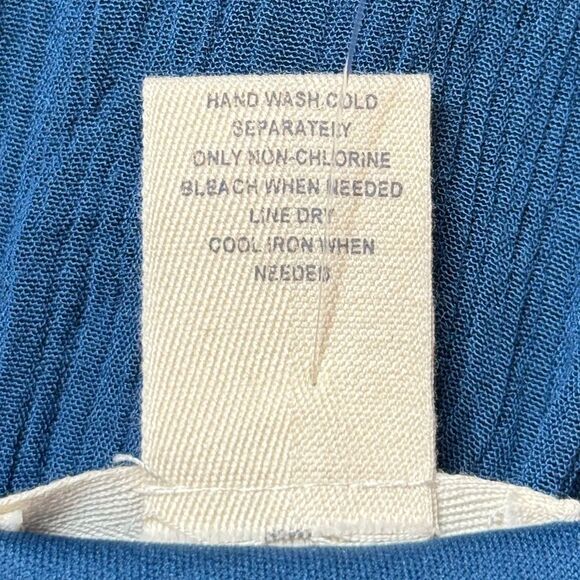 HAND WASH COLD
SEPARATELY
ONLY NON-CHLORINE
BLEACH WHEN NEEDED
LINE DRY
COOL IRON WHEN
NEEDED